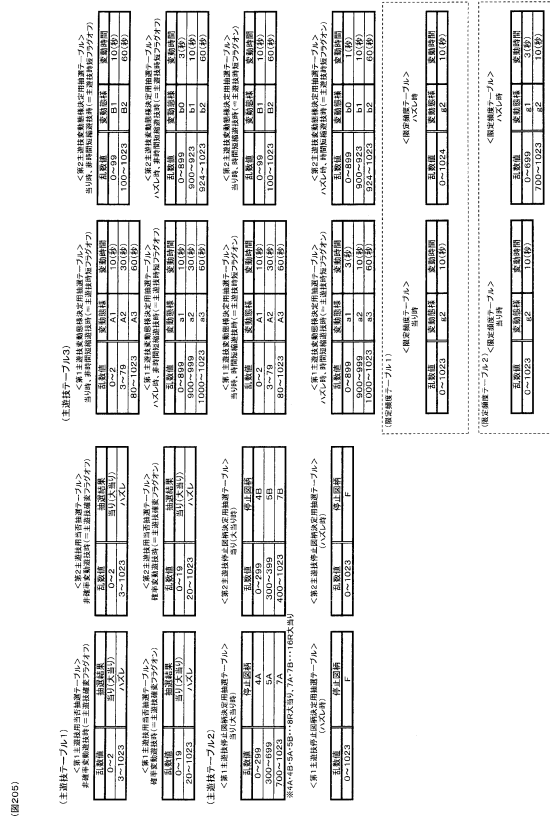 (図205)
(主遊技テーブル1)
<第1主遊技用当否抽選テーブル>
非確率変動遊技時(=主遊技確変フラグオフ)
乱数値 抽選結果
0~2 当り(大当り)
3~1023 ハズレ
<第1主遊技用当否抽選テーブル>
確率変動遊技時(=主遊技確変フラグオン)
乱数値 抽選結果
0~19 当り(大当り)
20~1023 ハズレ
<第2主遊技用当否抽選テーブル>
非確率変動遊技時(=主遊技確変フラグオフ)
乱数値 抽選結果
0~2 当り(大当り)
3~1023 ハズレ
<第2主遊技用当否抽選テーブル>
確率変動遊技時(=主遊技確変フラグオン)
乱数値 抽選結果
0~19 当り(大当り)
20~1023 ハズレ
(主遊技テーブル2)
<第1主遊技停止図柄決定用抽選テーブル>
当り(大当り時)
乱数値 停止図柄
0~299 4A
300~699 5A
700~1023 7A
※4A・4B・5A・5B・・・8R大当り、7A・7B・・・16R大当り
<第1主遊技停止図柄決定用抽選テーブル>
(ハズレ時)
乱数値 停止図柄
0~1023 F
<第2主遊技停止図柄決定用抽選テーブル>
当り(大当り時)
乱数値 停止図柄
0~299 4B
300~399 5B
400~1023 7B
<第2主遊技停止図柄決定用抽選テーブル>
(ハズレ時)
乱数値 停止図柄
0~1023 F
(主遊技テーブル3)
<第1主遊技変動態様決定用抽選テーブル>
当り時、非時間短縮遊技時(=主遊技時短フラグオフ)
乱数値 変動態様 変動時間
0~2 A1 10(秒)
3~79 A2 30(秒)
80~1023 A3 60(秒)
<第1主遊技変動態様決定用抽選テーブル>
ハズレ時、非時間短縮遊技時(=主遊技時短フラグオフ)
乱数値 変動態様 変動時間
0~899 a1 10(秒)
900~999 a2 30(秒)
1000~1023 a3 60(秒)
<第1主遊技変動態様決定用抽選テーブル>
当り時、時間短縮遊技時(=主遊技時短フラグオン)
乱数値 変動態様 変動時間
0~2 A1 10(秒)
3~79 A2 30(秒)
80~1023 A3 60(秒)
<第1主遊技変動態様決定用抽選テーブル>
ハズレ時、時間短縮遊技時(=主遊技時短フラグオン)
乱数値 変動態様 変動時間
0~899 a1 3(秒)
900~999 a2 10(秒)
1000~1023 a3 60(秒)
<第2主遊技変動態様決定用抽選テーブル>
当り時、非時間短縮遊技時(=主遊技時短フラグオフ)
乱数値 変動態様 変動時間
0~99 B1 10(秒)
100~1023 B2 60(秒)
<第2主遊技変動態様決定用抽選テーブル>
ハズレ時、非時間短縮遊技時(=主遊技時短フラグオフ)
乱数値 変動態様 変動時間
0~899 b0 3(秒)
900~923 b1 10(秒)
924~1023 b2 60(秒)
<第2主遊技変動態様決定用抽選テーブル>
当り時、時間短縮遊技時(=主遊技時短フラグオン)
乱数値 変動態様 変動時間
0~99 B1 10(秒)
100~1023 B2 60(秒)
<第2主遊技変動態様決定用抽選テーブル>
ハズレ時、時間短縮遊技時(=主遊技時短フラグオン)
乱数値 変動態様 変動時間
0~899 b0 1(秒)
900~923 b1 10(秒)
924~1023 b2 60(秒)
(限定頻度テーブル1)
<限定頻度テーブル>
当り時
乱数値 変動態様 変動時間
0~1023 g2 10(秒)
<限定頻度テーブル>
ハズレ時
乱数値 変動態様 変動時間
0~1024 g2 10(秒)
(限定頻度テーブル2)
<限定頻度テーブル>
当り時
乱数値 変動態様 変動時間
0~1023 g2 10(秒)
<限定頻度テーブル>
ハズレ時
乱数値 変動態様 変動時間
0~699 g1 3(秒)
700~1023 g2 10(秒)